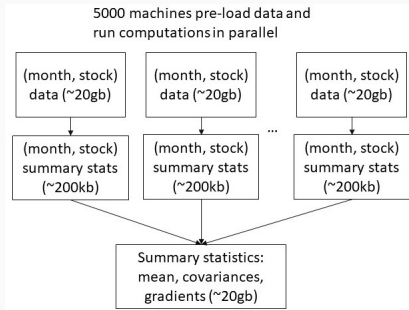 5000 machines pre-load data and
run computations in parallel
(month, stock)
data (~20gb)
(month, stock)
data (~20gb)
(month, stock)
data (~20gb)
...
(month, stock)
summary stats
(~200kb)
(month, stock)
summary stats
(~200kb)
(month, stock)
summary stats
(~200kb)
Summary statistics:
mean, covariances,
gradients (~20gb)